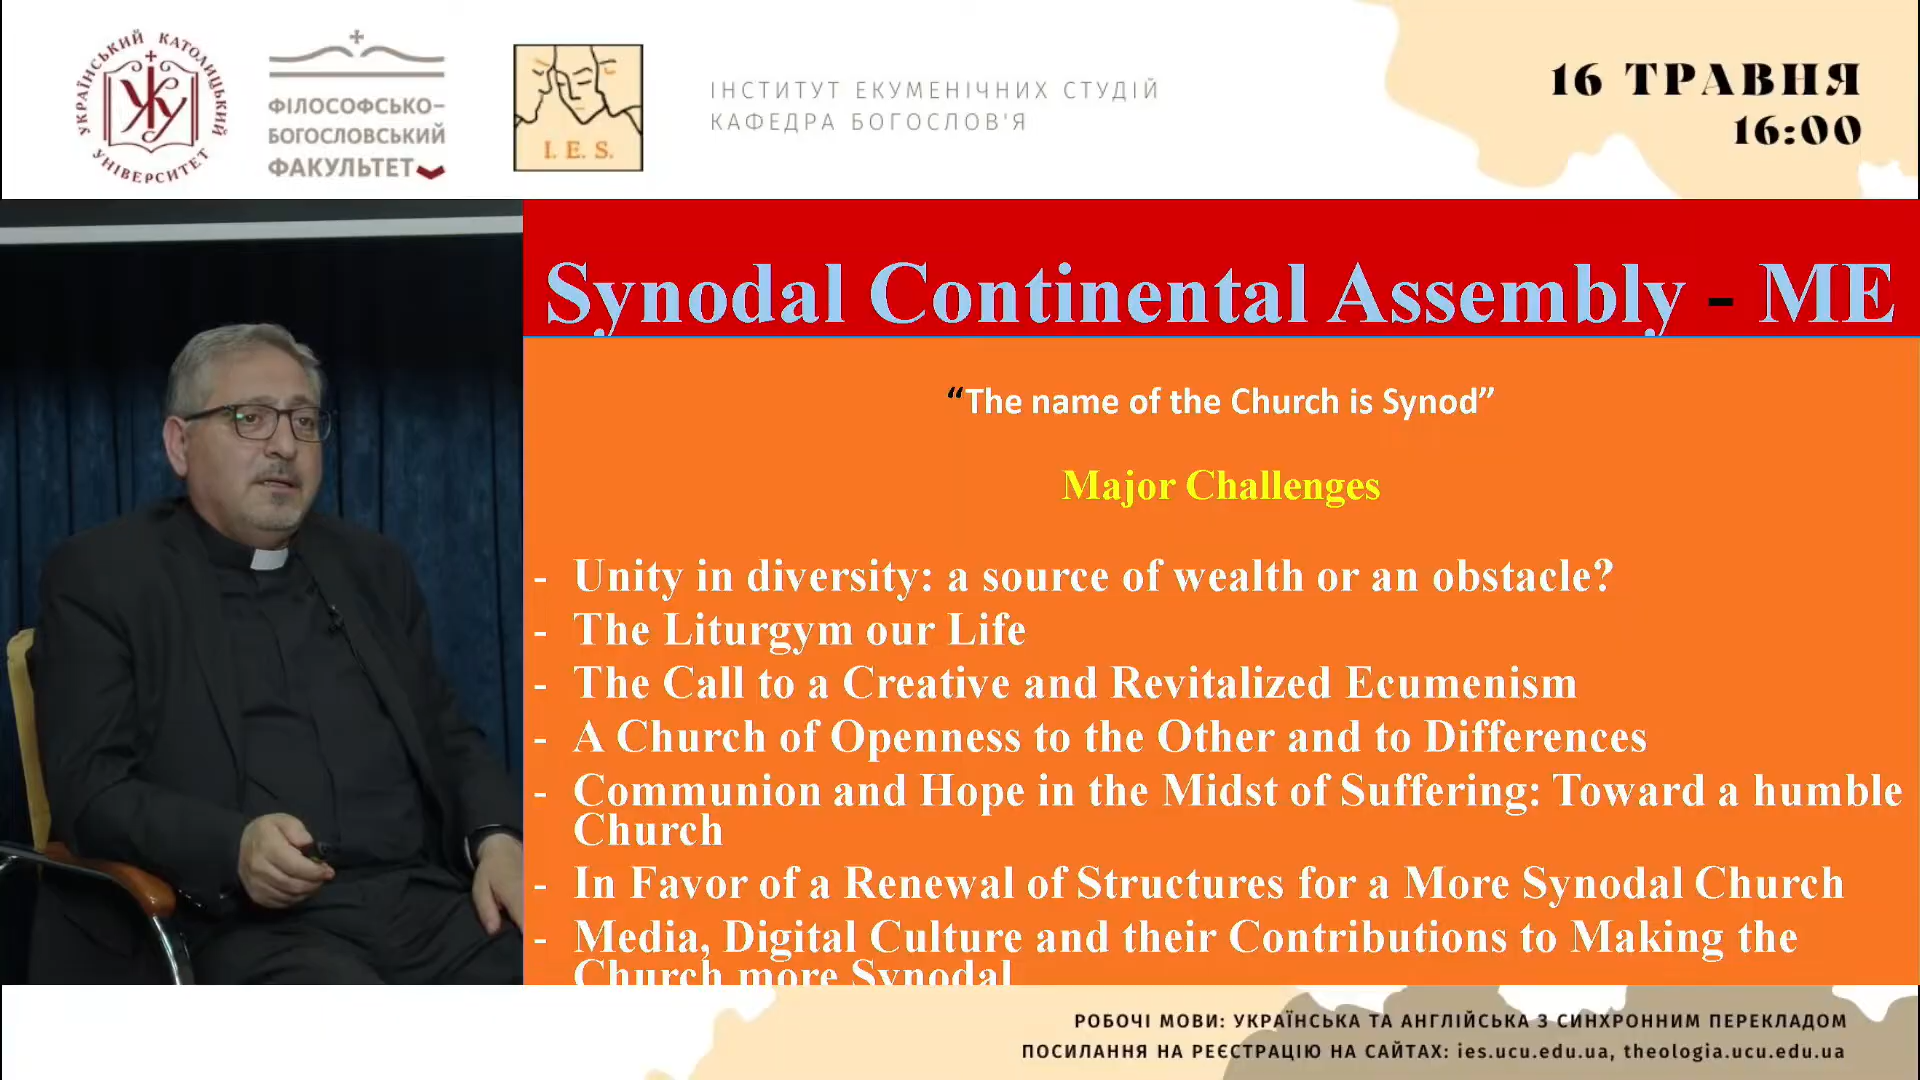 УКРАЇНСЬКИЙ КАТОЛИЦЬКИЙ
УНІВЕРСИТЕТ
ФІЛОСОФСЬКО-
БОГОСЛОВСЬКИЙ
ФАКУЛЬТЕТ
I. E. S.
ІНСТИТУТ ЕКУМЕНІЧНИХ СТУДІЙ
КАФЕДРА БОГОСЛОВ'Я
16 ТРАВНЯ
16:00
Synodal Continental Assembly - ME
“The name of the Church is Synod”
Major Challenges
- Unity in diversity: a source of wealth or an obstacle?
- The Liturgym our Life
- The Call to a Creative and Revitalized Ecumenism
- A Church of Openness to the Other and to Differences
- Communion and Hope in the Midst of Suffering: Toward a humble
Church
- In Favor of a Renewal of Structures for a More Synodal Church
- Media, Digital Culture and their Contributions to Making the
Church more Synodal
РОБОЧІ МОВИ: УКРАЇНСЬКА ТА АНГЛІЙСЬКА З СИНХРОННИМ ПЕРЕКЛАДОМ
ПОСИЛАННЯ НА РЕЄСТРАЦІЮ НА САЙТАХ: ies.ucu.edu.ua, theologia.ucu.edu.ua